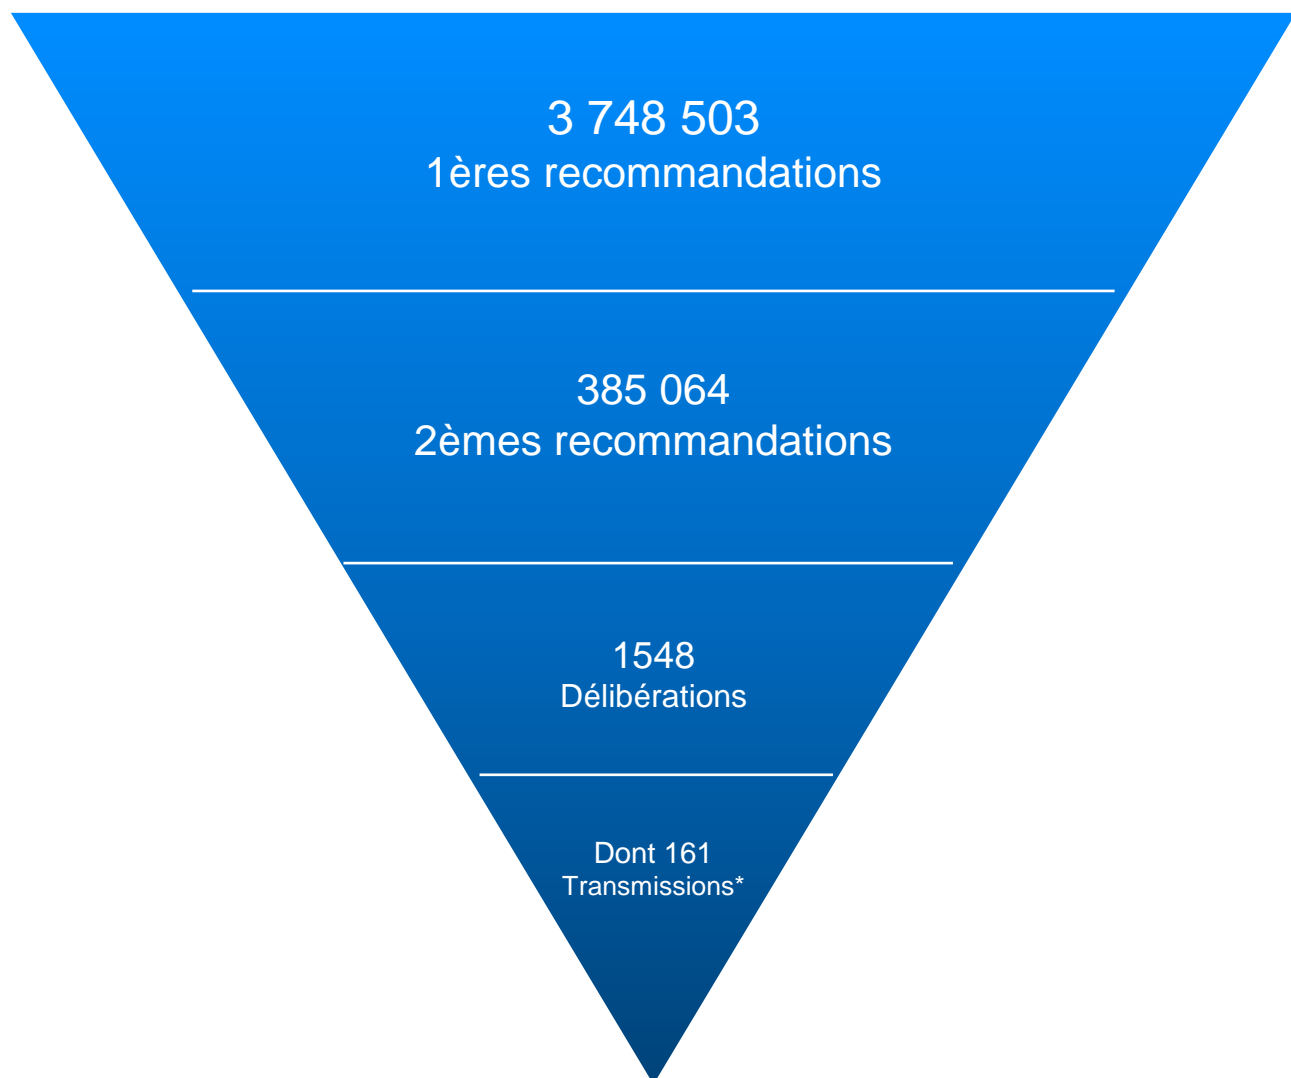 3 748 503
1ères recommandations
385 064
2èmes recommandations
1548
Délibérations
Dont 161
Transmissions*